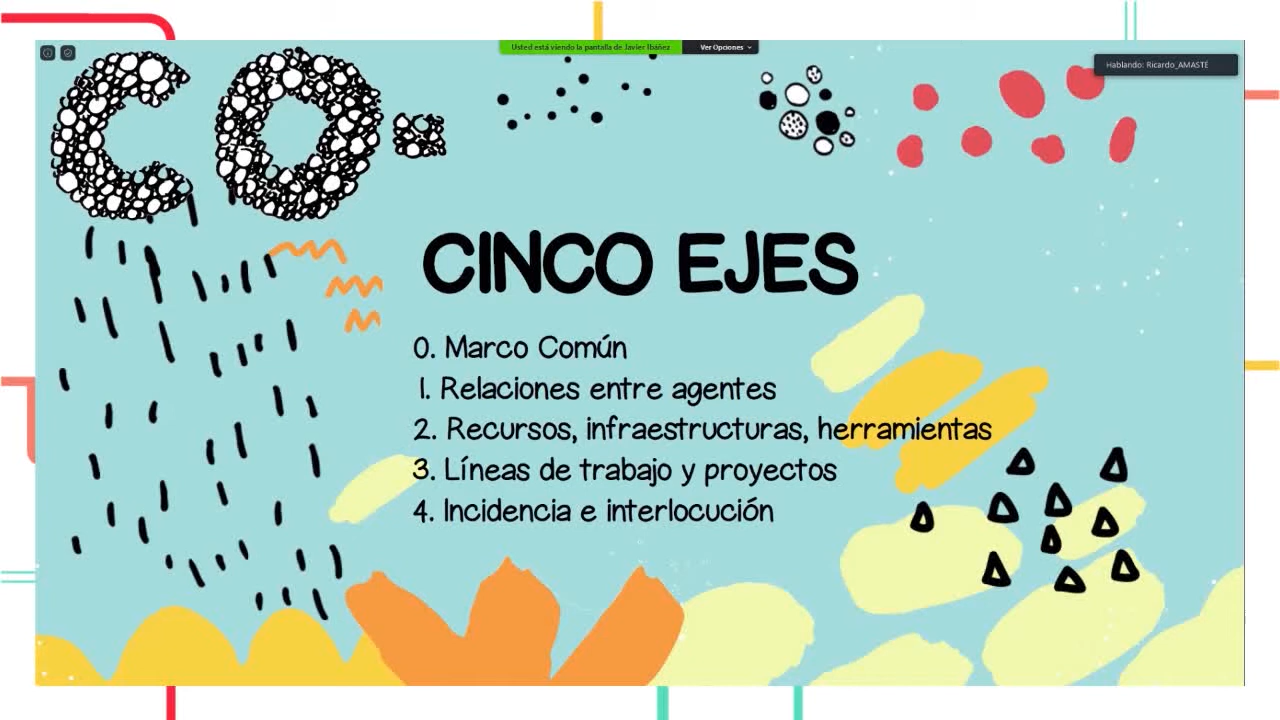 Usted está viendo la pantalla de Javier Ibáñez
Ver Opciones
Hablando: Ricardo_AMASTÉ
CO.
CINCO EJES
0. Marco Común
1. Relaciones entre agentes
2. Recursos, infraestructuras, herramientas
3. Líneas de trabajo y proyectos
4. Incidencia e interlocución